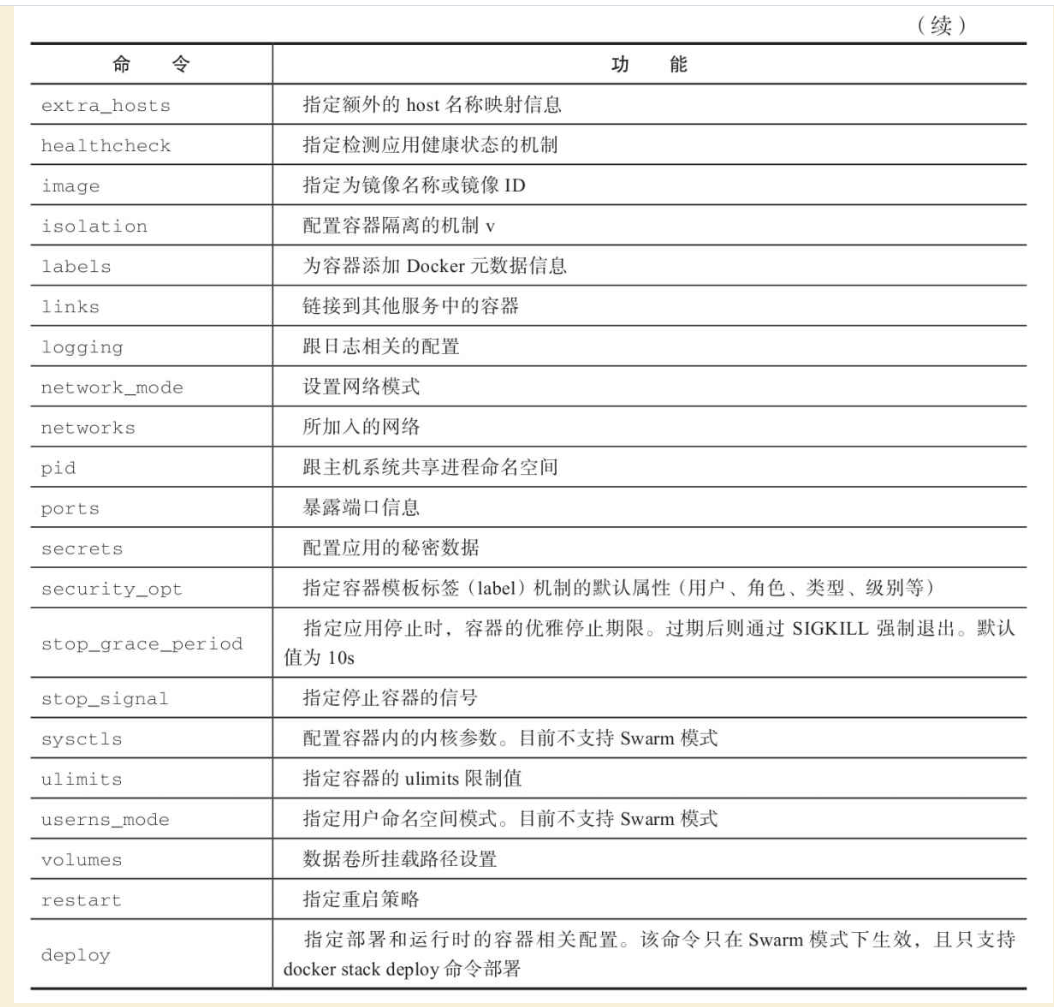 （续）
命 令 功 能
extra_hosts 指定额外的 host 名称映射信息
healthcheck 指定检测应用健康状态的机制
image 指定为镜像名称或镜像 ID
isolation 配置容器隔离的机制 v
labels 为容器添加 Docker 元数据信息
links 链接到其他服务中的容器
logging 跟日志相关的配置
network_mode 设置网络模式
networks 所加入的网络
pid 跟主机系统共享进程命名空间
ports 暴露端口信息
secrets 配置应用的秘密数据
security_opt 指定容器模板标签（label）机制的默认属性（用户、角色、类型、级别等）
stop_grace_period 指定应用停止时，容器的优雅停止期限。过期后则通过 SIGKILL 强制退出。默认
值为 10s
stop_signal 指定停止容器的信号
sysctls 配置容器内的内核参数。目前不支持 Swarm 模式
ulimits 指定容器的 ulimits 限制值
userns_mode 指定用户命名空间模式。目前不支持 Swarm 模式
volumes 数据卷所挂载路径设置
restart 指定重启策略
deploy 指定部署和运行时的容器相关配置。该命令只在 Swarm 模式下生效，且只支持
docker stack deploy 命令部署